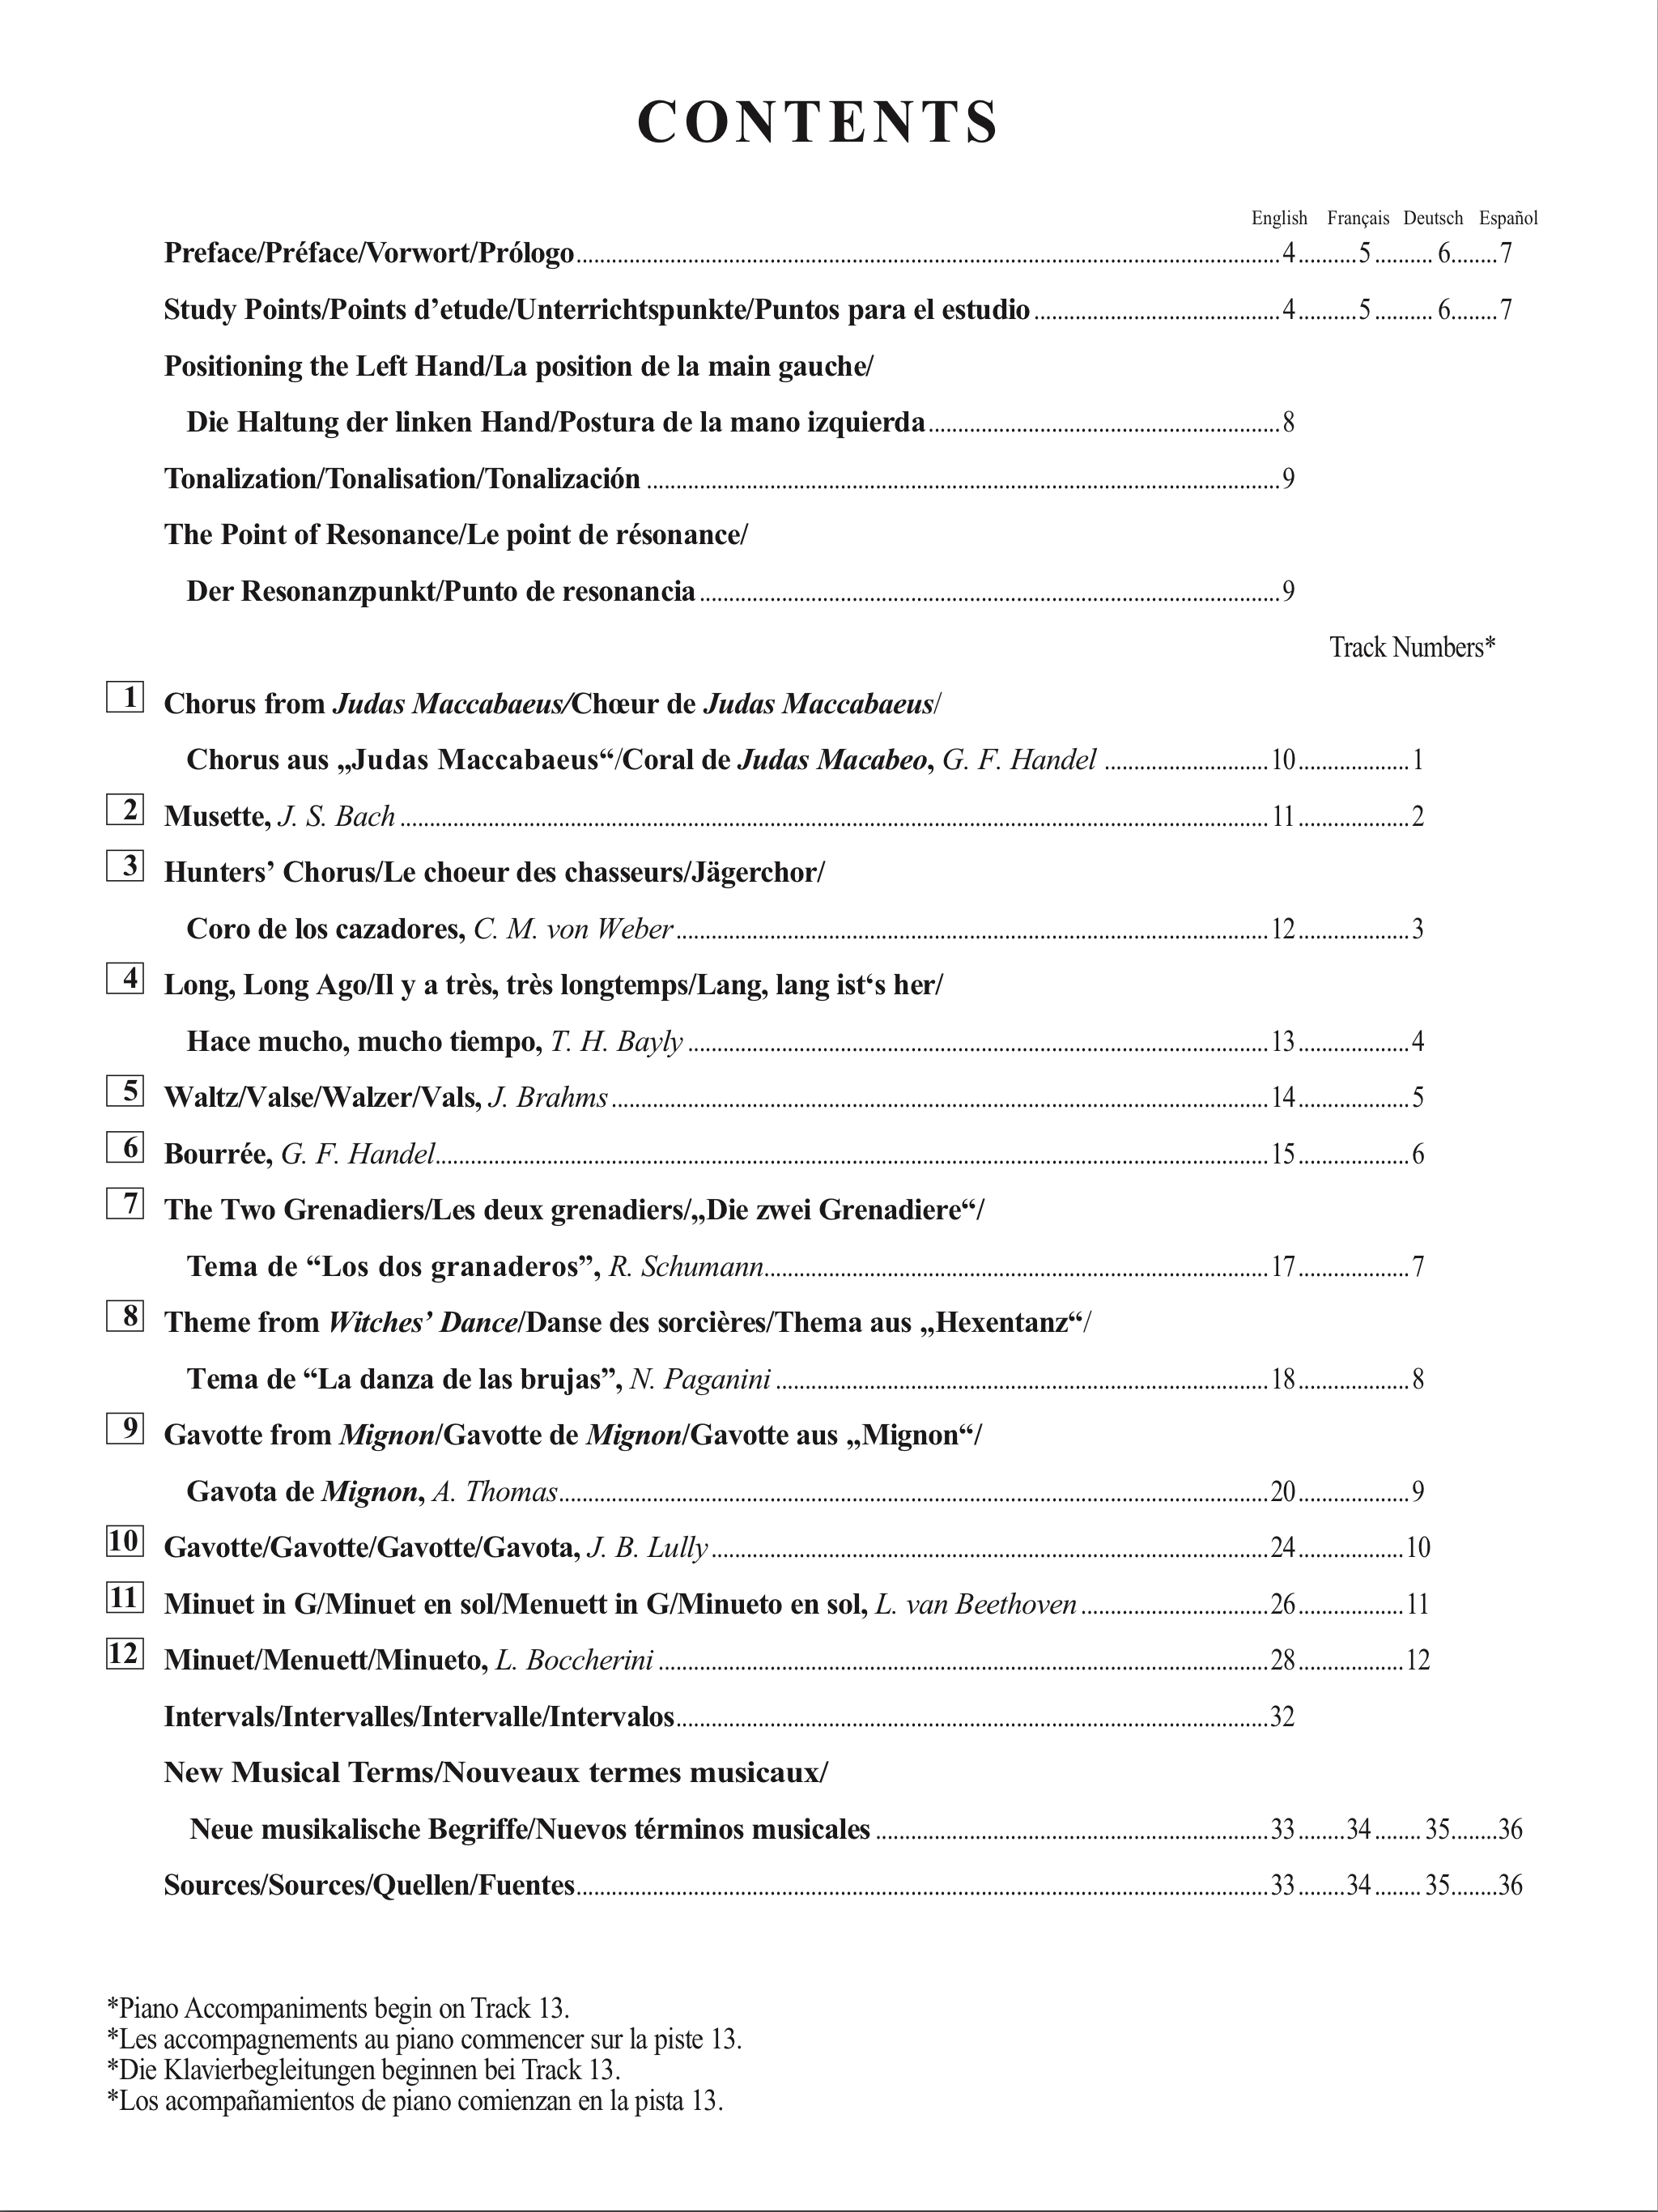 CONTENTS
English Français Deutsch Español
Preface/Préface/Vorwort/Prólogo 4 5 6 7
Study Points/Points d’etude/Unterrichtspunkte/Puntos para el estudio 4 5 6 7
Positioning the Left Hand/La position de la main gauche/
Die Haltung der linken Hand/Postura de la mano izquierda 8
Tonalization/Tonalisation/Tonalización 9
The Point of Resonance/Le point de résonance/
Der Resonanzpunkt/Punto de resonancia 9
Track Numbers*
1 Chorus from Judas Maccabaeus/Chœur de Judas Maccabaeus/
Chorus aus „Judas Maccabaeus“/Coral de Judas Macabeo, G. F. Handel 10 1
2 Musette, J. S. Bach 11 2
3 Hunters’ Chorus/Le choeur des chasseurs/Jägerchor/
Coro de los cazadores, C. M. von Weber 12 3
4 Long, Long Ago/Il y a très, très longtemps/Lang, lang ist‘s her/
Hace mucho, mucho tiempo, T. H. Bayly 13 4
5 Waltz/Valse/Walzer/Vals, J. Brahms 14 5
6 Bourrée, G. F. Handel 15 6
7 The Two Grenadiers/Les deux grenadiers/„Die zwei Grenadiere“/
Tema de “Los dos granaderos”, R. Schumann 17 7
8 Theme from Witches’ Dance/Danse des sorcières/Thema aus „Hexentanz“/
Tema de “La danza de las brujas”, N. Paganini 18 8
9 Gavotte from Mignon/Gavotte de Mignon/Gavotte aus „Mignon“/
Gavota de Mignon, A. Thomas 20 9
10 Gavotte/Gavotte/Gavotte/Gavota, J. B. Lully 24 10
11 Minuet in G/Minuet en sol/Menuett in G/Minueto en sol, L. van Beethoven 26 11
12 Minuet/Menuett/Minueto, L. Boccherini 28 12
Intervals/Intervalles/Intervalle/Intervalos 32
New Musical Terms/Nouveaux termes musicaux/
Neue musikalische Begriffe/Nuevos términos musicales 33 34 35 36
Sources/Sources/Quellen/Fuentes 33 34 35 36
*Piano Accompaniments begin on Track 13.
*Les accompagnements au piano commencer sur la piste 13.
*Die Klavierbegleitungen beginnen bei Track 13.
*Los acompañamientos de piano comienzan en la pista 13.